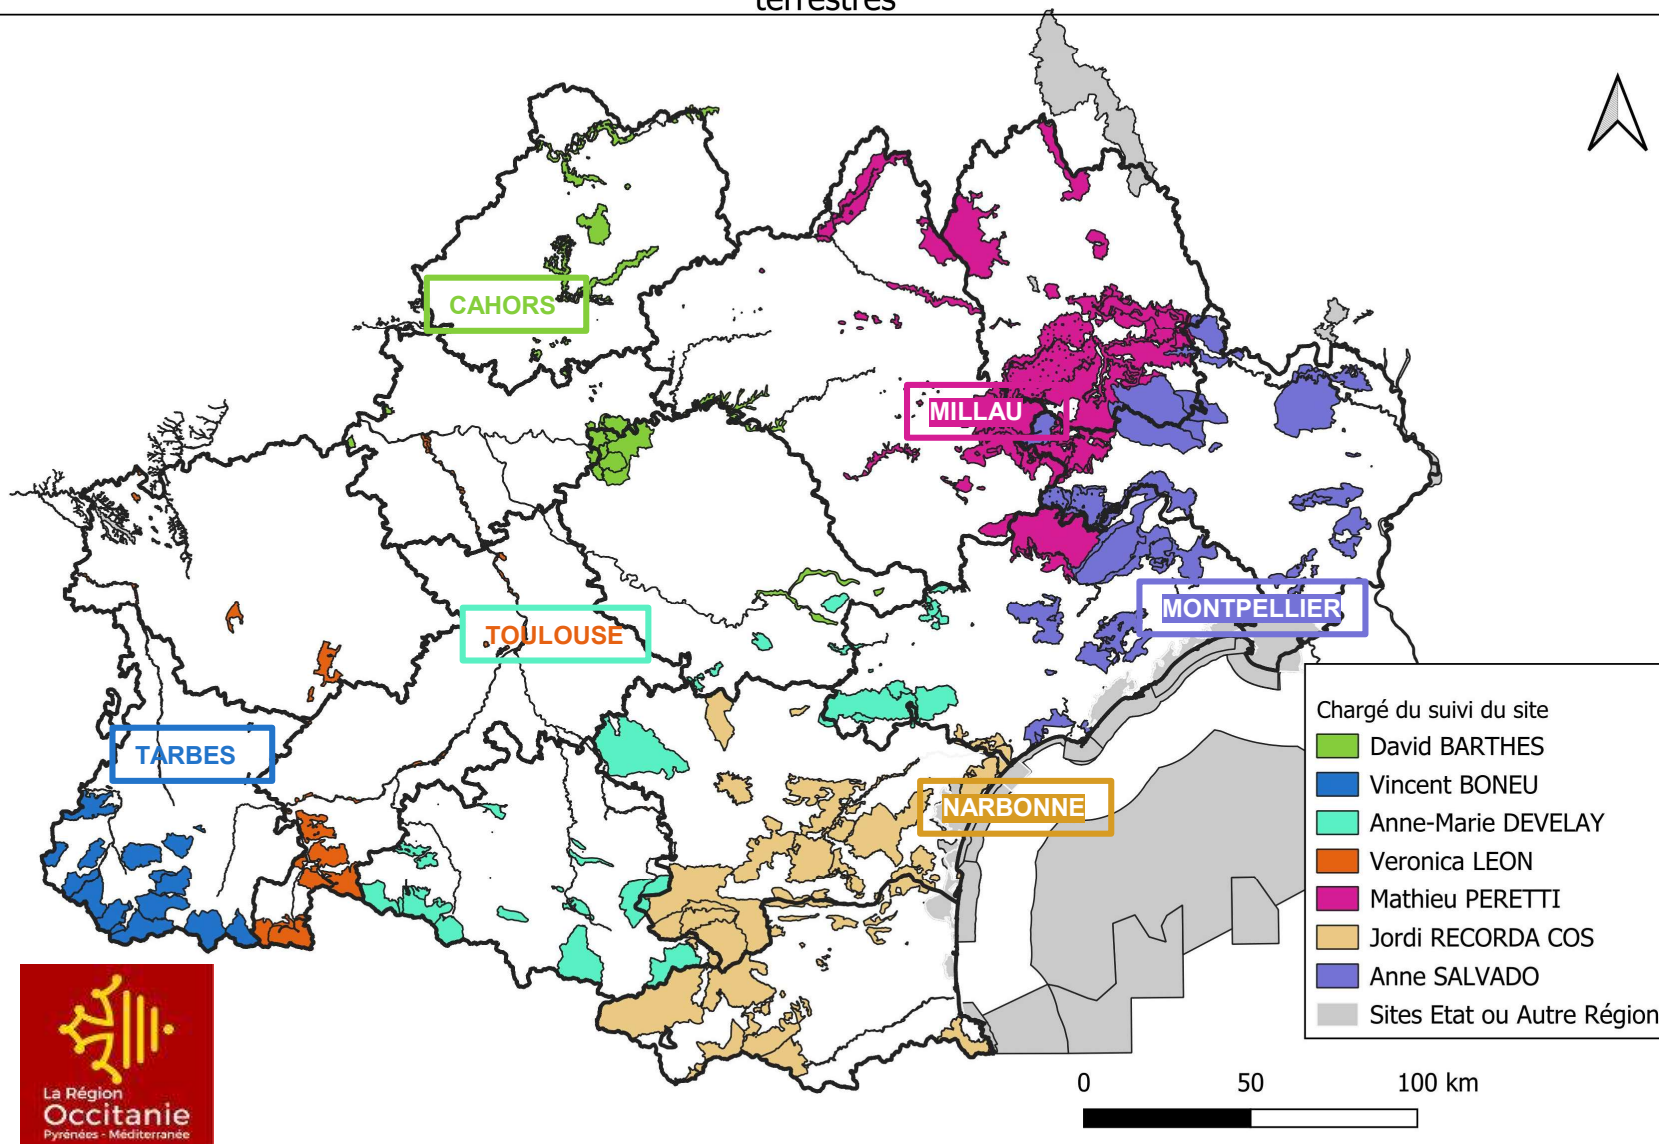 terrestres
CAHORS
MILLAU
MONTPELLIER
TOULOUSE
TARBES
NARBONNE
Chargé du suivi du site
David BARTHES
Vincent BONEU
Anne-Marie DEVELAY
Veronica LEON
Mathieu PERETTI
Jordi RECORDA COS
Anne SALVADO
Sites Etat ou Autre Région
0 50 100 km
La Région
Occitanie
Pyrénées - Méditerranée